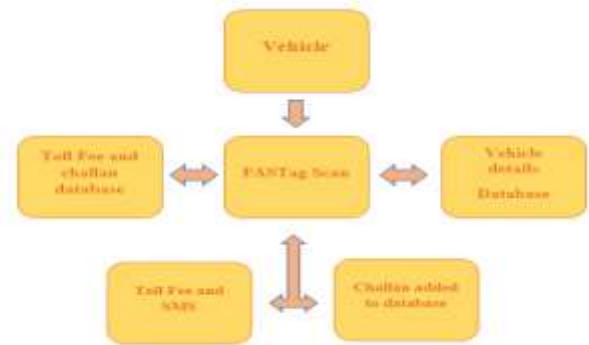 Vehicle
Toll Fee and
challan
database
FASTag Scan
Vehicle
details
Database
Toll Fee and
SMS
Challan added
to database